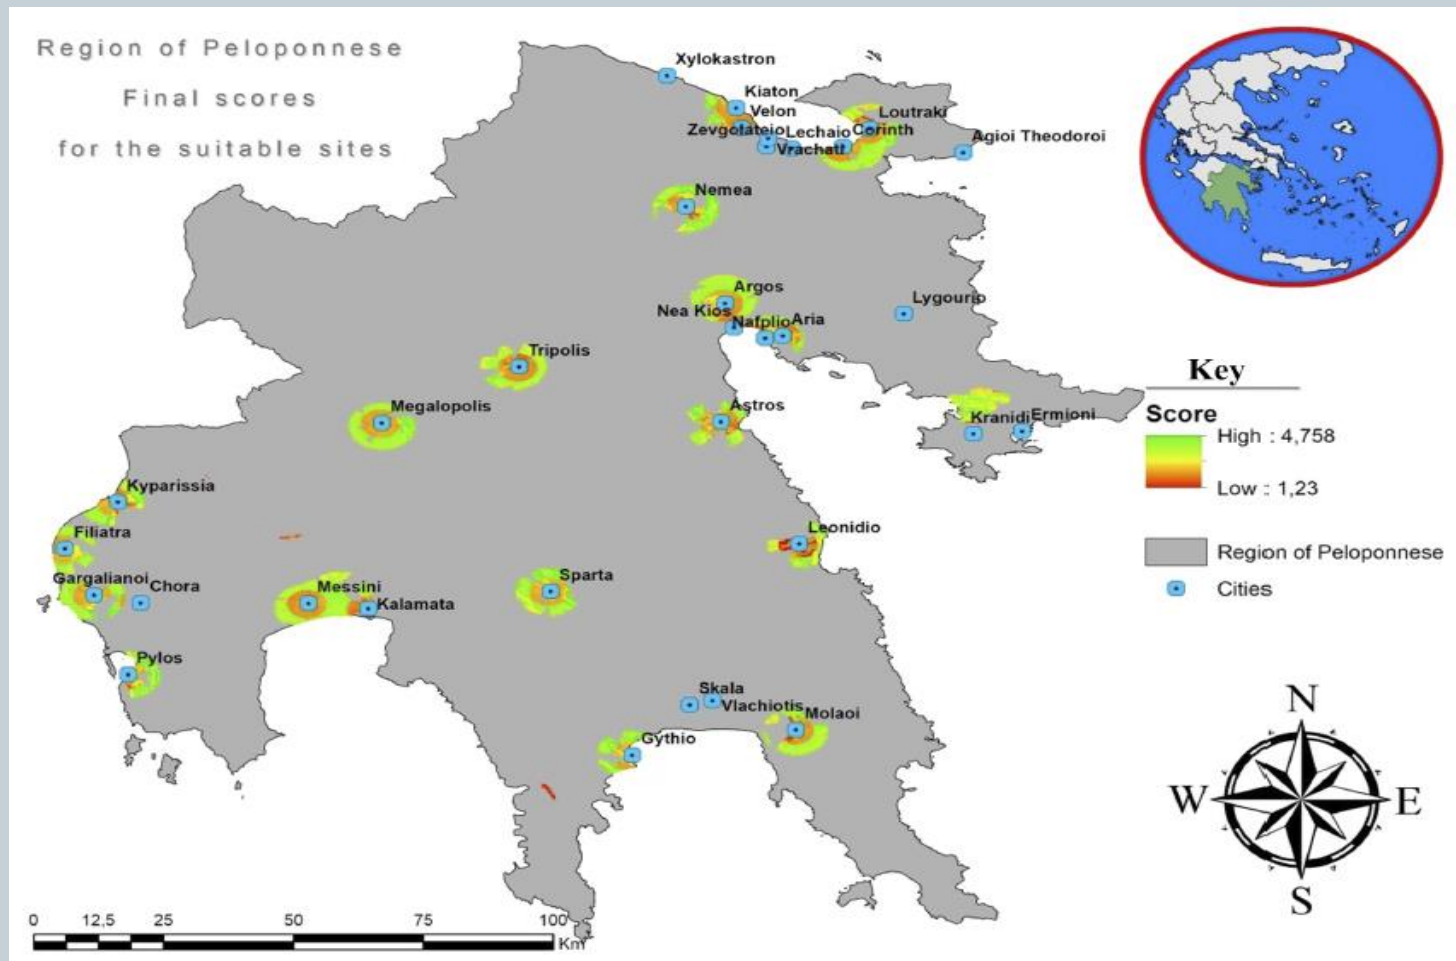 Region of Peloponnese
Final scores
for the suitable sites
Xylokastron
Kiaton
Velon
Loutraki
Zevgolateio
Lechaio
Corinth
Vrachati
Agioi Theodoroi
Nemea
Argos
Lygourio
Nea Kios
Nafplio
Aria
Tripolis
Megalopolis
Astros
Kranidi
Ermioni
Kyparissia
Filiatra
Leonidio
Gargalianoi
Chora
Messini
Kalamata
Sparta
Pylos
Skala
Vlachiotis
Molaoi
Gythio
Key
Score
High : 4,758
Low : 1,23
Region of Peloponnese
Cities
N
W
E
S
0 12,5 25 50 75 100
Km